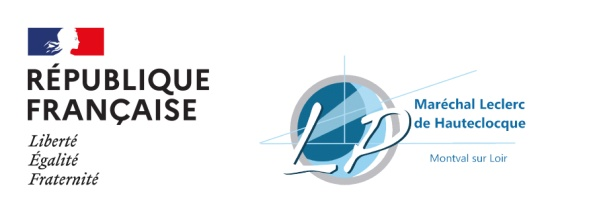 RÉPUBLIQUE
FRANÇAISE
Liberté
Égalité
Fraternité
LP
Maréchal Leclerc
de Hauteclocque
Montval sur Loir